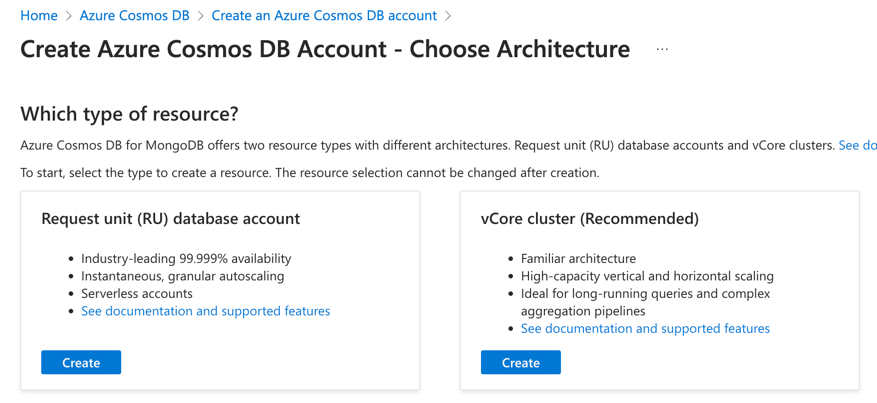 Home > Azure Cosmos DB > Create an Azure Cosmos DB account >
Create Azure Cosmos DB Account - Choose Architecture ...
Which type of resource?
Azure Cosmos DB for MongoDB offers two resource types with different architectures. Request unit (RU) database accounts and vCore clusters. See do
To start, select the type to create a resource. The resource selection cannot be changed after creation.
Request unit (RU) database account
• Industry-leading 99.999% availability
• Instantaneous, granular autoscaling
• Serverless accounts
• See documentation and supported features
Create
vCore cluster (Recommended)
• Familiar architecture
• High-capacity vertical and horizontal scaling
• Ideal for long-running queries and complex
aggregation pipelines
• See documentation and supported features
Create